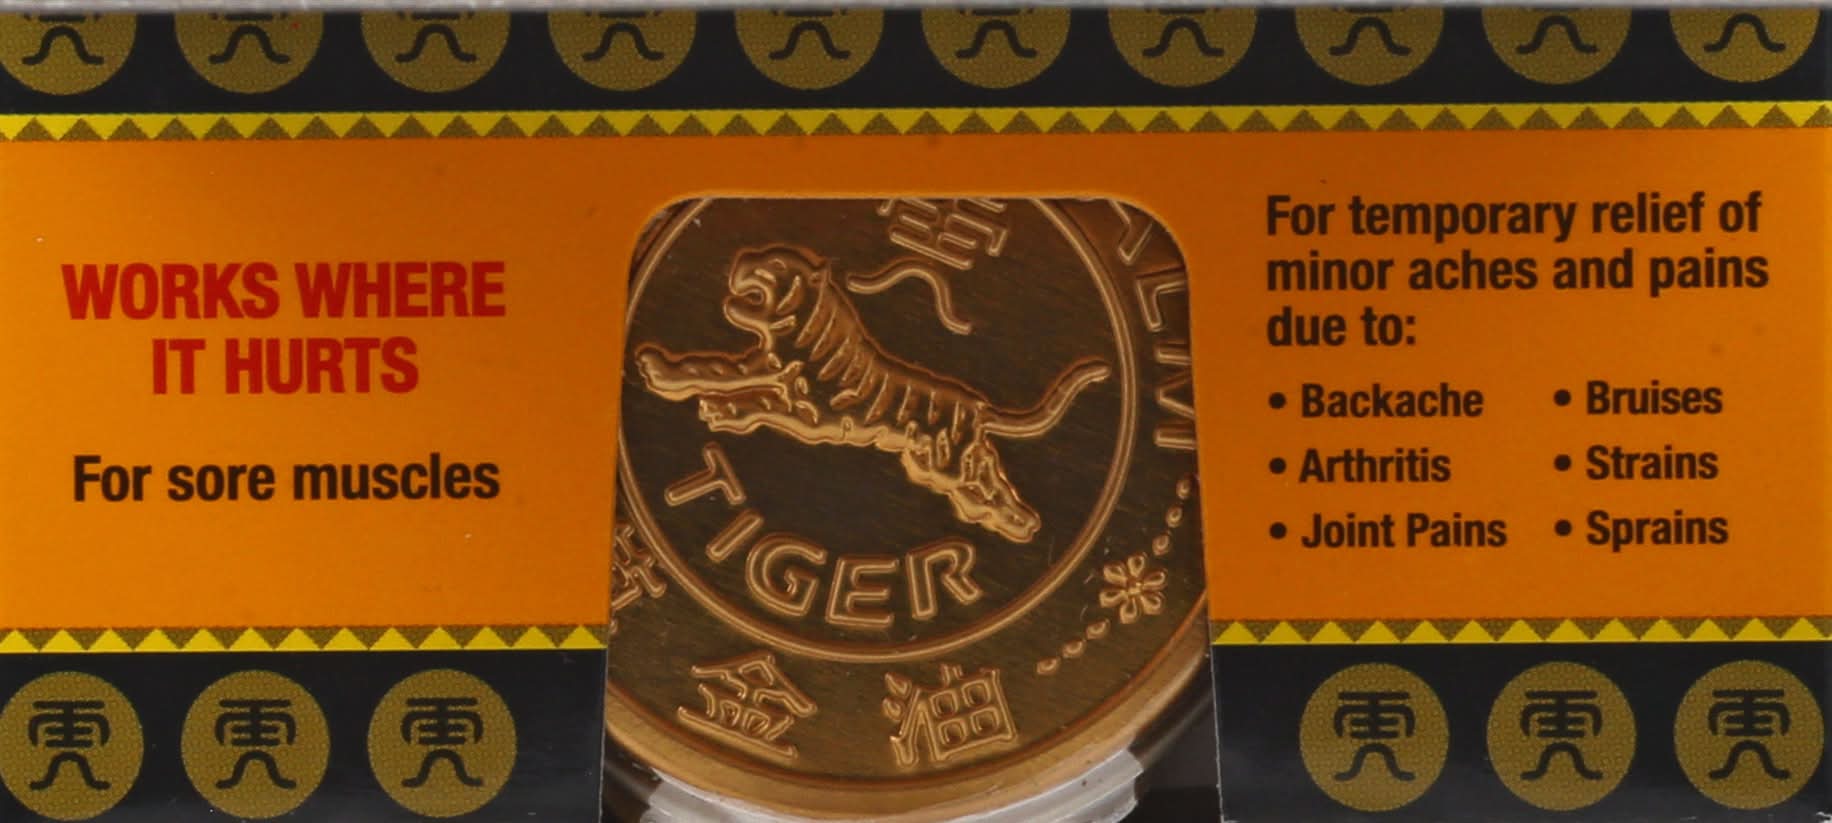 WORKS WHERE
IT HURTS
For sore muscles
虎
TIGER
金 油
For temporary relief of
minor aches and pains
due to:
• Backache
• Bruises
• Arthritis
• Strains
• Joint Pains
• Sprains